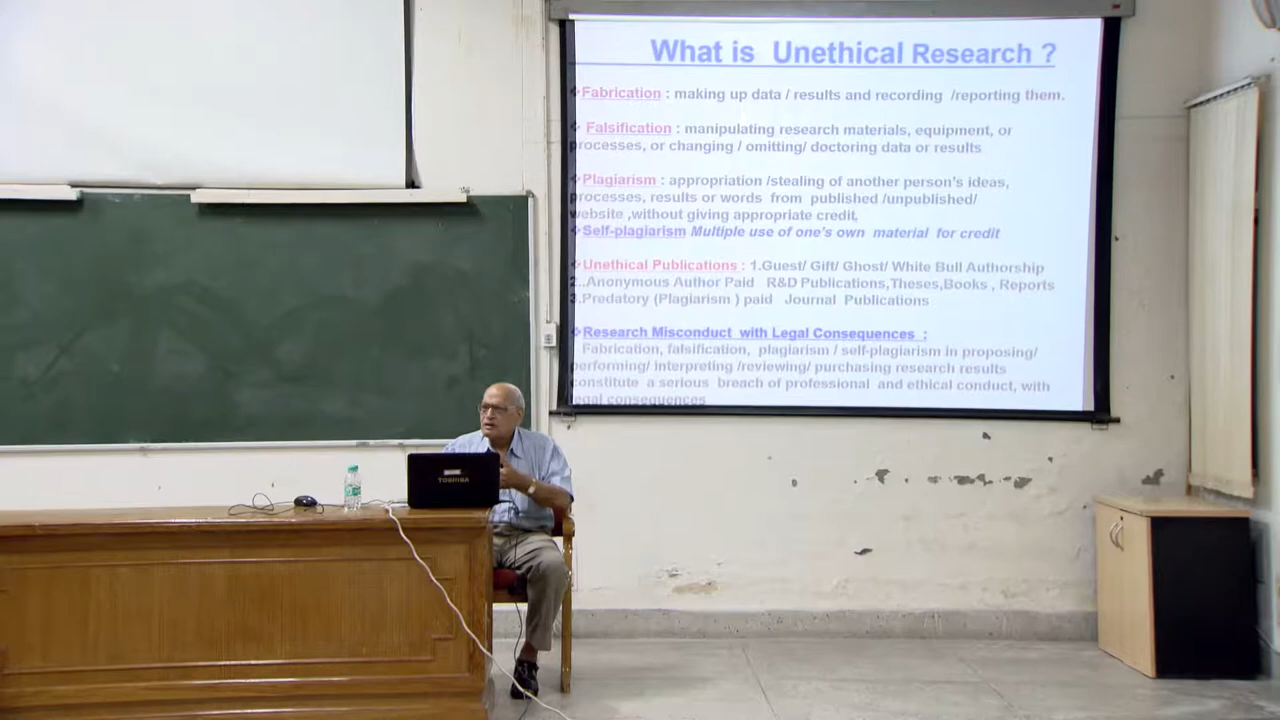 What is Unethical Research ?
Fabrication : making up data / results and recording /reporting them.
Falsification : manipulating research materials, equipment, or
processes, or changing / omitting/ doctoring data or results
Plagiarism : appropriation /stealing of another person's ideas,
processes, results or words from published /unpublished/
website ,without giving appropriate credit,
Self-plagiarism Multiple use of one's own material for credit
Unethical Publications : 1.Guest/ Gift/ Ghost/ White Bull Authorship
2..Anonymous Author Paid R&D Publications,Theses,Books , Reports
3.Predatory (Plagiarism ) paid Journal Publications
Research Misconduct with Legal Consequences ;
Fabrication, falsification, plagiarism / self-plagiarism in proposing/
performing/ interpreting /reviewing/ purchasing research results
constitute a serious breach of professional and ethical conduct, with
legal consequences
TOSHIBA